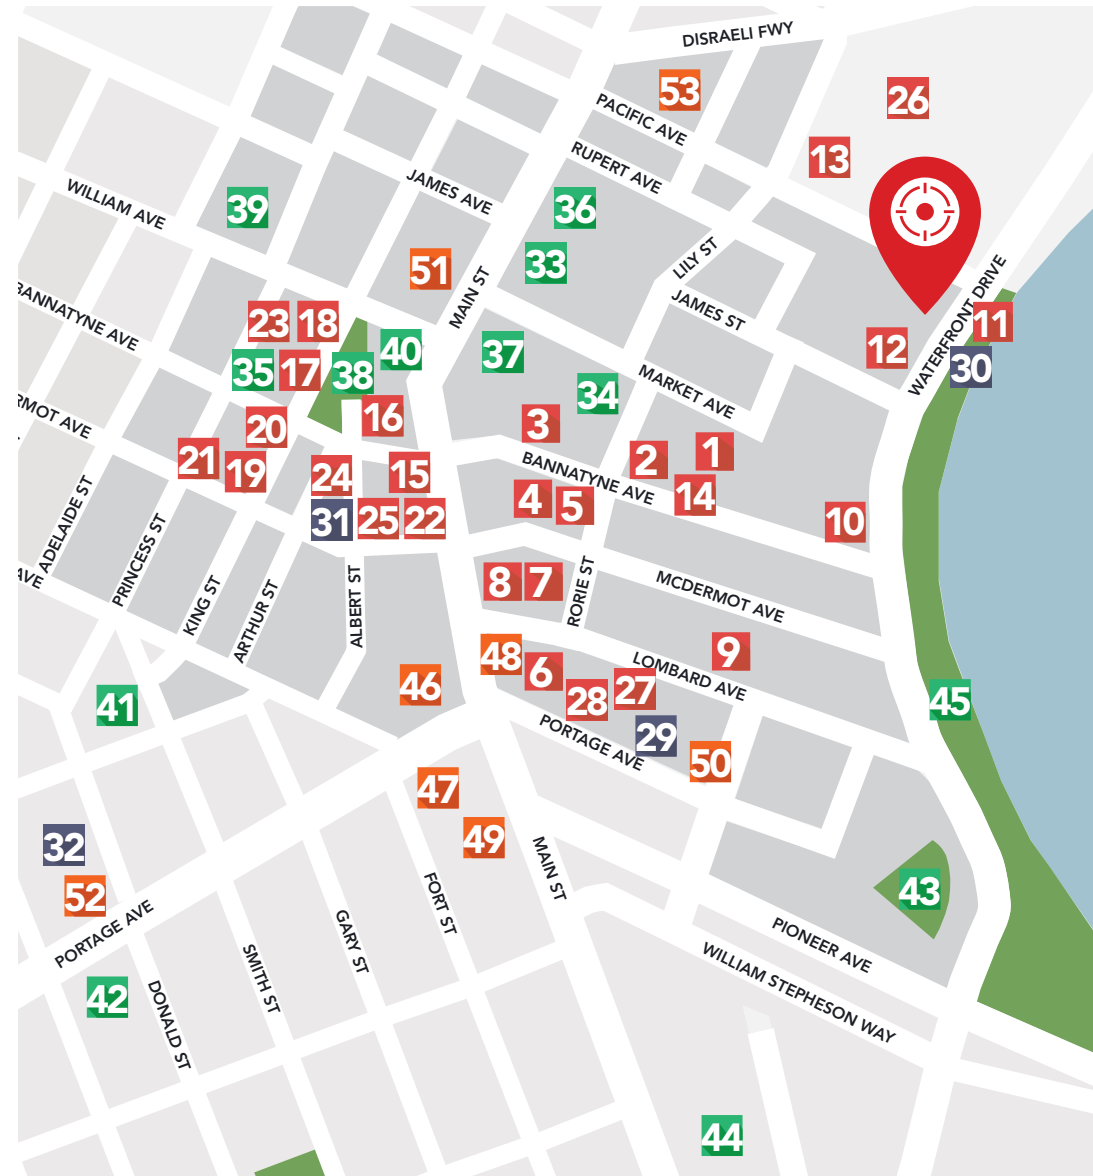 DISRAELI FWY
53
26
PACIFIC AVE
13
RUPERT AVE
WILLIAM AVE
39
JAMES AVE
36
LILY ST
33
51
MAIN ST
JAMES ST
WATERFRONT DRIVE
BANNATYNE AVE
23
18
11
40
37
12
30
35
17
38
MARKET AVE
34
RMOT AVE
16
3
20
21
19
24
15
BANNATYNE AVE
2
1
4
5
14
31
25
22
10
ADELAIDE ST
PRINCESS ST
AVE
KING ST
ARTHUR ST
ALBERT ST
8
7
RORIE ST
MCDERMOT AVE
48
6
LOMBARD AVE
9
46
28
27
41
45
PORTAGE AVE
29
50
47
32
49
MAIN ST
52
FORT ST
43
PORTAGE AVE
GARY ST
PIONEER AVE
SMITH ST
WILLIAM STEPHESON WAY
42
DONALD ST
44